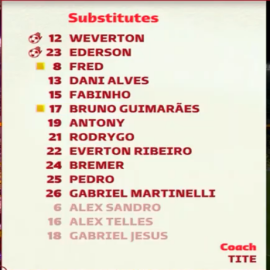 Substitutes
12 WEVERTON
23 EDERSON
8 FRED
13 DANI ALVES
15 FABINHO
17 BRUNO GUIMARÃES
19 ANTONY
21 RODRYGO
22 EVERTON RIBEIRO
24 BREMER
25 PEDRO
26 GABRIEL MARTINELLI
6 ALEX SANDRO
16 ALEX TELLES
18 GABRIEL JESUS
Coach
TITE